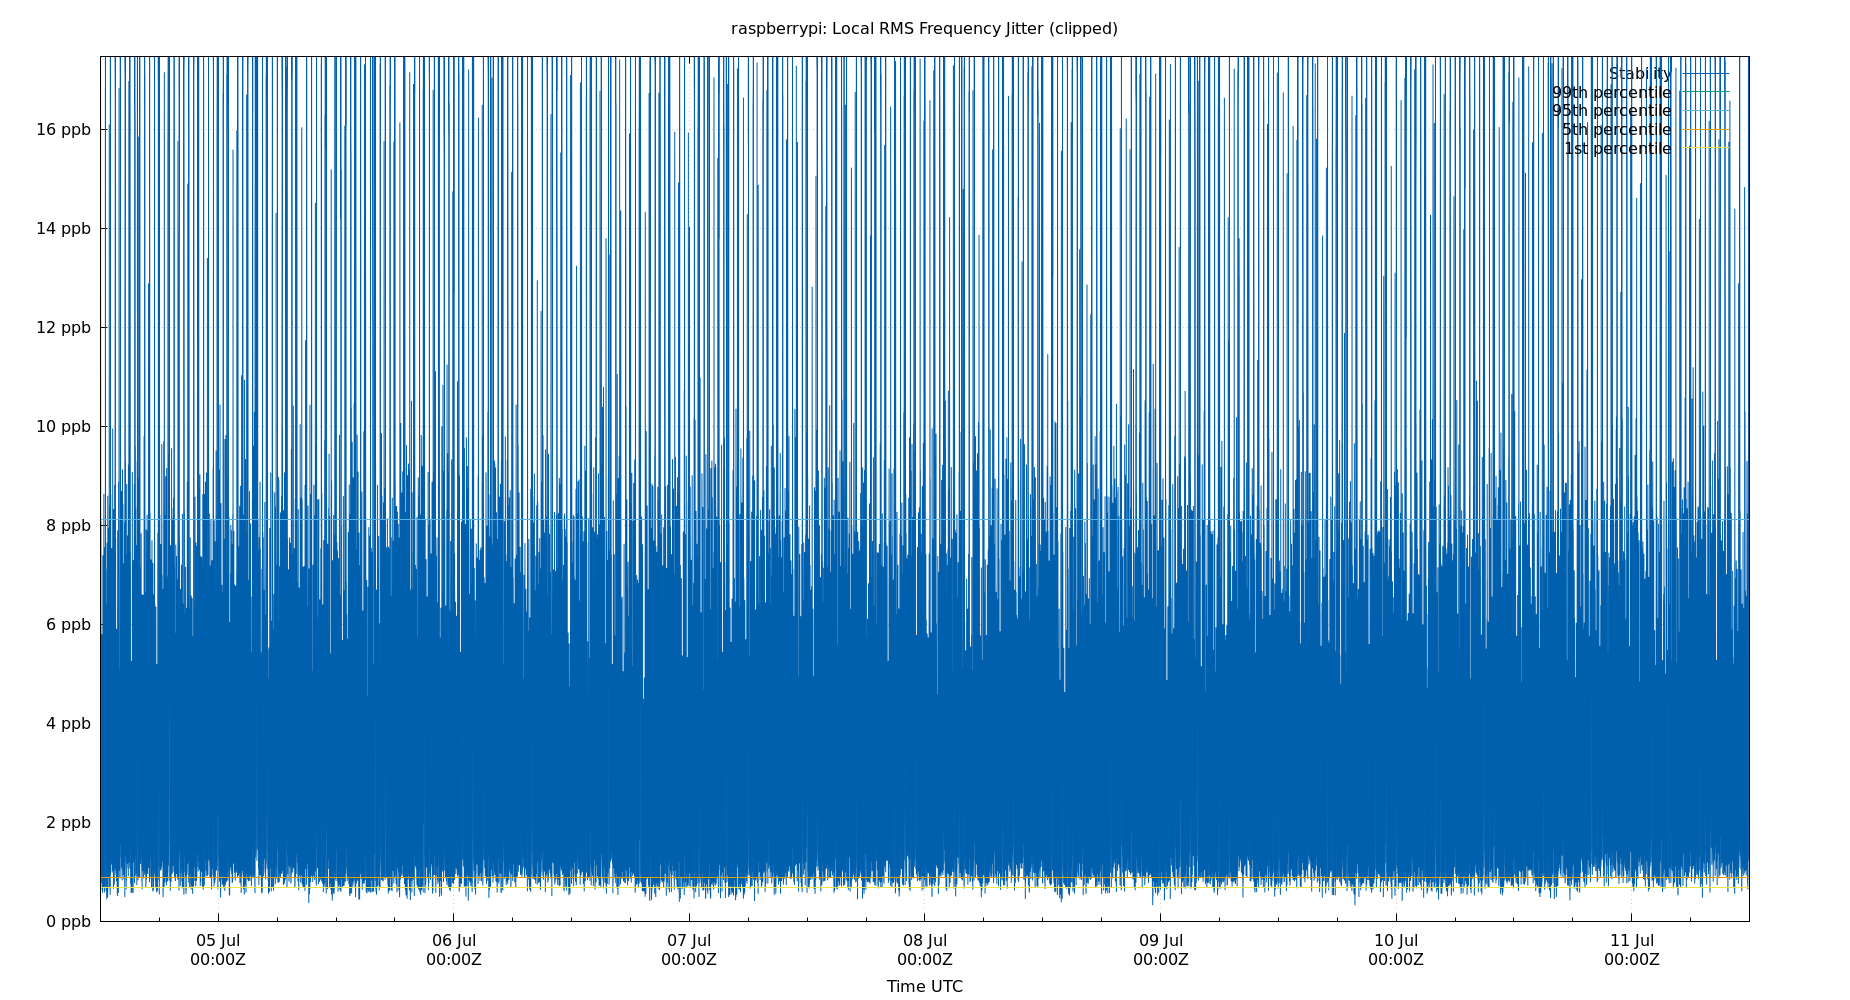 raspberrypi: Local RMS Frequency Jitter (clipped)
Stability
99th percentile
95th percentile
5th percentile
1st percentile
16 ppb
14 ppb
12 ppb
10 ppb
8 ppb
6 ppb
4 ppb
2 ppb
0 ppb
05 Jul 06 Jul 07 Jul 08 Jul 09 Jul 10 Jul 11 Jul
00:00Z 00:00Z 00:00Z 00:00Z 00:00Z 00:00Z 00:00Z
Time UTC